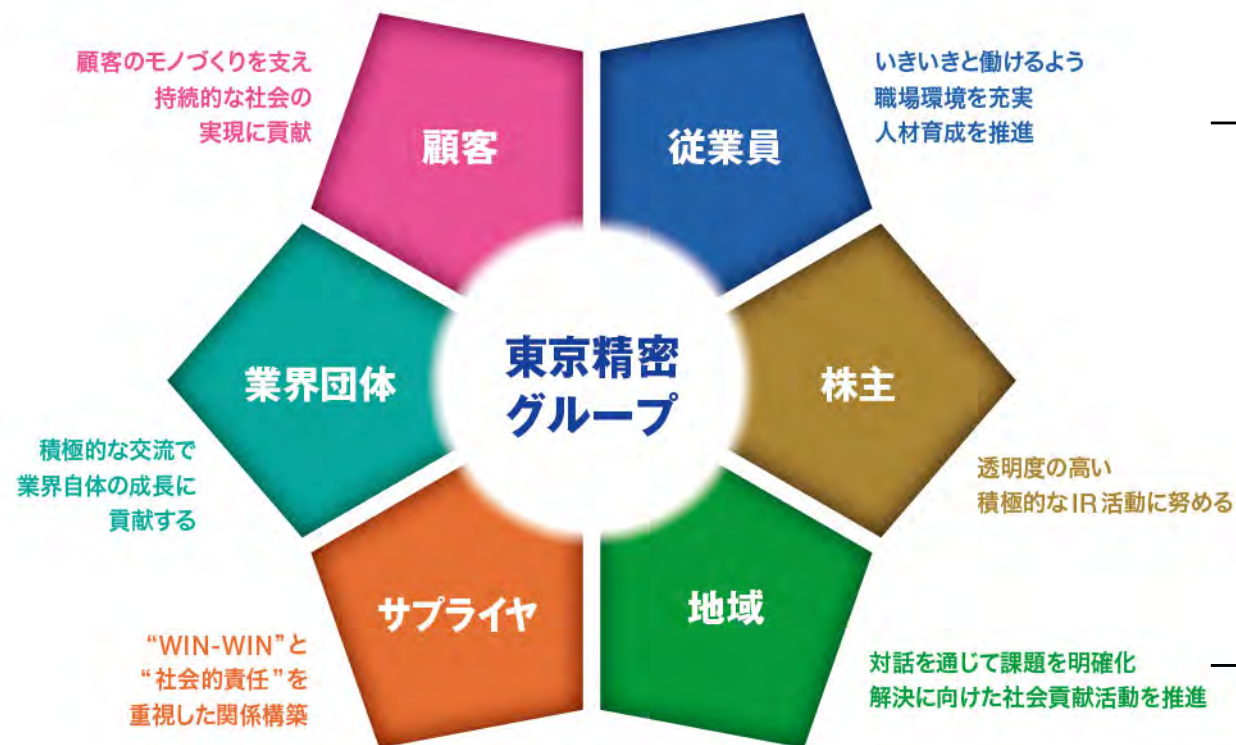 顧客のモノづくりを支え
持続的な社会の
実現に貢献
顧客
従業員
いきいきと働けるよう
職場環境を充実
人材育成を推進
業界団体
積極的な交流で
業界自体の成長に
貢献する
東京精密
グループ
株主
透明度の高い
積極的なIR活動に努める
サプライヤ
“WIN-WIN”と
“社会的責任”を
重視した関係構築
地域
対話を通じて課題を明確化
解決に向けた社会貢献活動を推進